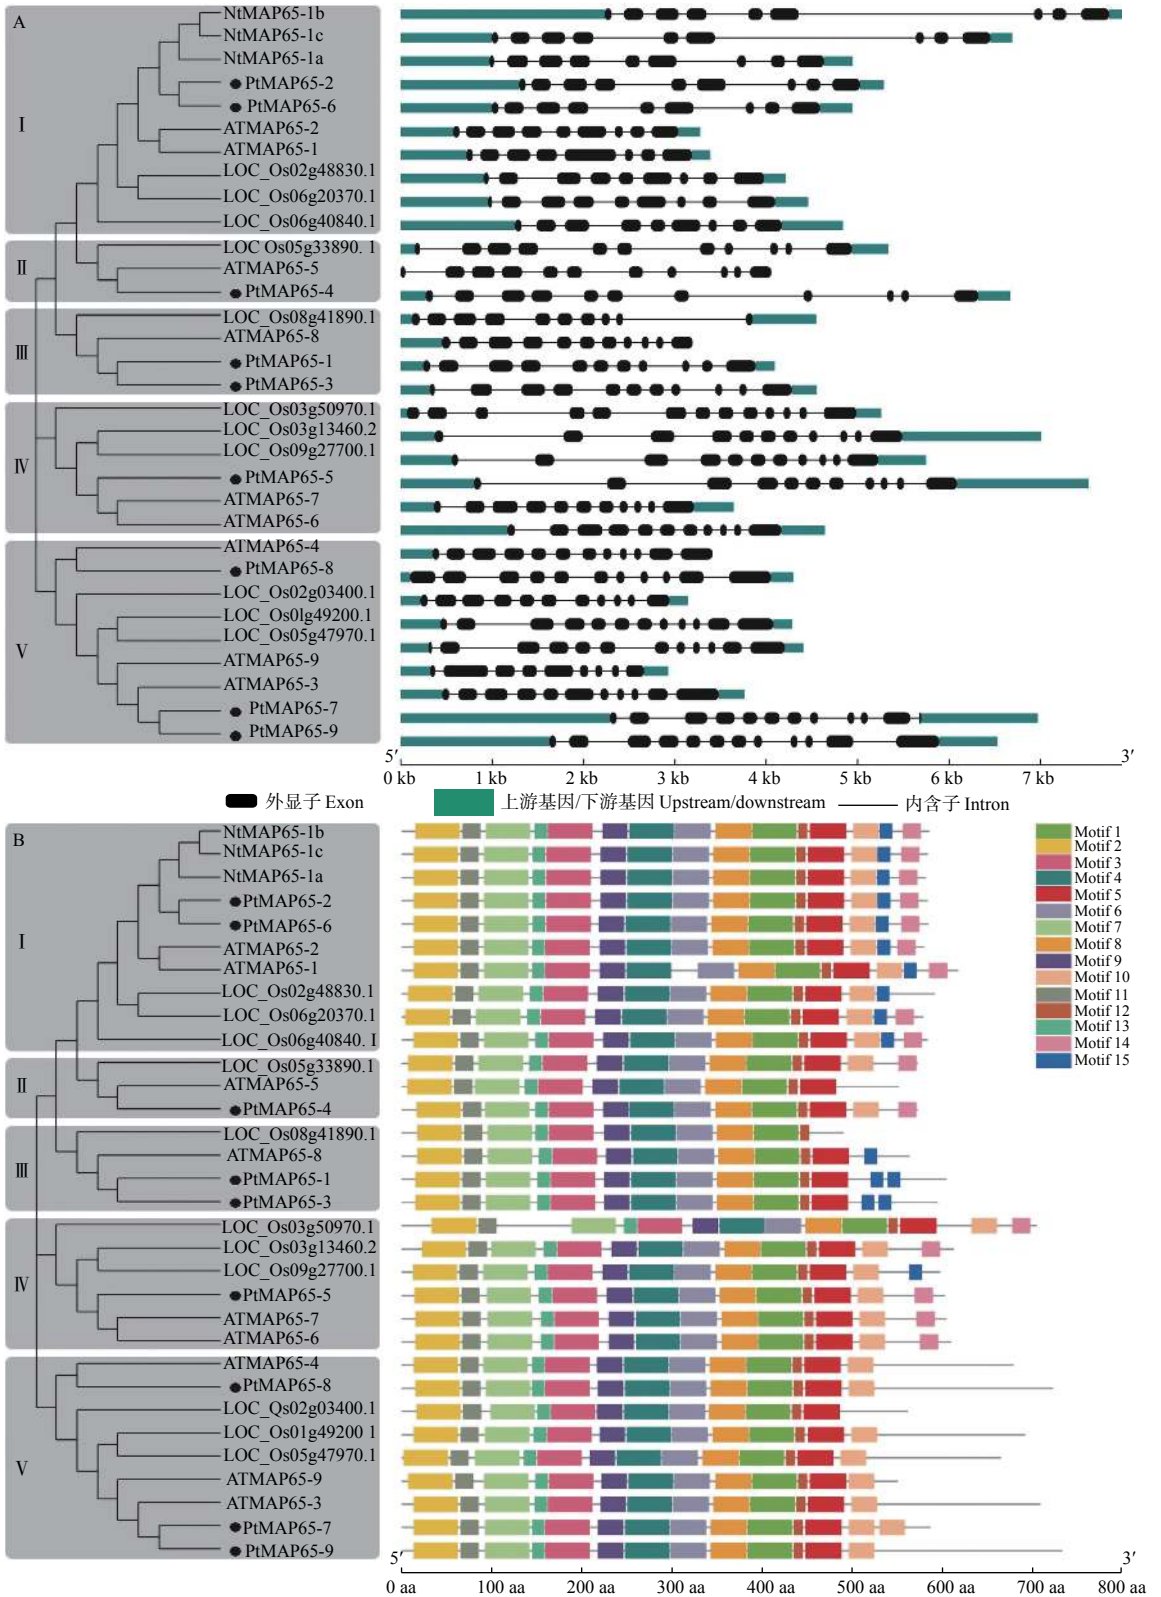 A
NtMAP65-1b
NtMAP65-1c
NtMAP65-1a
PtMAP65-2
PtMAP65-6
I
ATMAP65-2
ATMAP65-1
LOC_Os02g48830.1
LOC_Os06g20370.1
LOC_Os06g40840.1
LOC Os05g33890. 1
II
ATMAP65-5
PtMAP65-4
LOC_Os08g41890.1
ATMAP65-8
III
PtMAP65-1
PtMAP65-3
LOC_Os03g50970.1
LOC_Os03g13460.2
LOC_Os09g27700.1
IV
PtMAP65-5
ATMAP65-7
ATMAP65-6
ATMAP65-4
PtMAP65-8
LOC_Os02g03400.1
LOC_Os0lg49200.1
LOC_Os05g47970.1
V
ATMAP65-9
ATMAP65-3
PtMAP65-7
PtMAP65-9
5′ 3′
0 kb 1 kb 2 kb 3 kb 4 kb 5 kb 6 kb 7 kb
外显子 Exon 上游基因/下游基因 Upstream/downstream 内含子 Intron
B
NtMAP65-1b
NtMAP65-1c
NtMAP65-1a
PtMAP65-2
PtMAP65-6
I
ATMAP65-2
ATMAP65-1
LOC_Os02g48830.1
LOC_Os06g20370.1
LOC_Os06g40840. 1
LOC_Os05g33890.1
II
ATMAP65-5
PtMAP65-4
LOC_Os08g41890.1
ATMAP65-8
III
PtMAP65-1
PtMAP65-3
LOC_Os03g50970.1
LOC_Os03g13460.2
LOC_Os09g27700.1
IV
PtMAP65-5
ATMAP65-7
ATMAP65-6
ATMAP65-4
PtMAP65-8
LOC_Qs02g03400.1
LOC_Os01g49200 1
LOC_Os05g47970.1
V
ATMAP65-9
ATMAP65-3
PtMAP65-7
PtMAP65-9
Motif 1
Motif 2
Motif 3
Motif 4
Motif 5
Motif 6
Motif 7
Motif 8
Motif 9
Motif 10
Motif 11
Motif 12
Motif 13
Motif 14
Motif 15
5′ 3′
0 aa 100 aa 200 aa 300 aa 400 aa 500 aa 600 aa 700 aa 800 aa